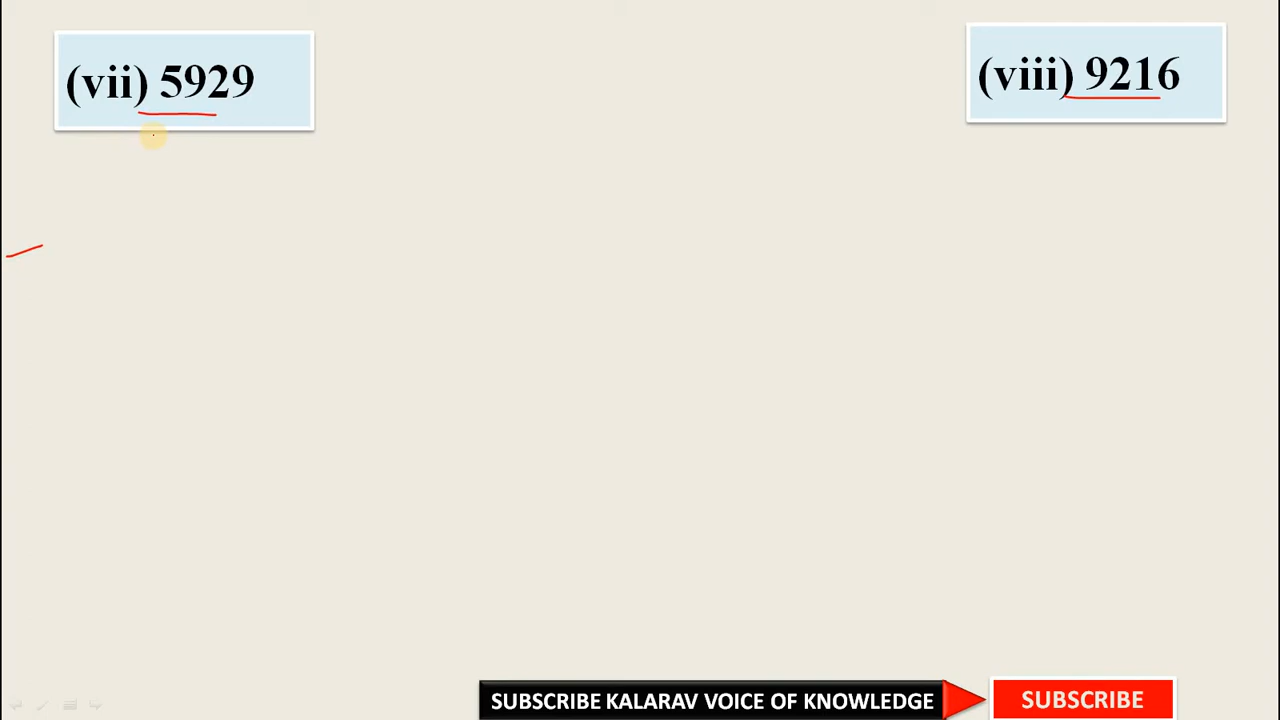 (vii) 5929
(viii) 9216
SUBSCRIBE KALARAV VOICE OF KNOWLEDGE
SUBSCRIBE